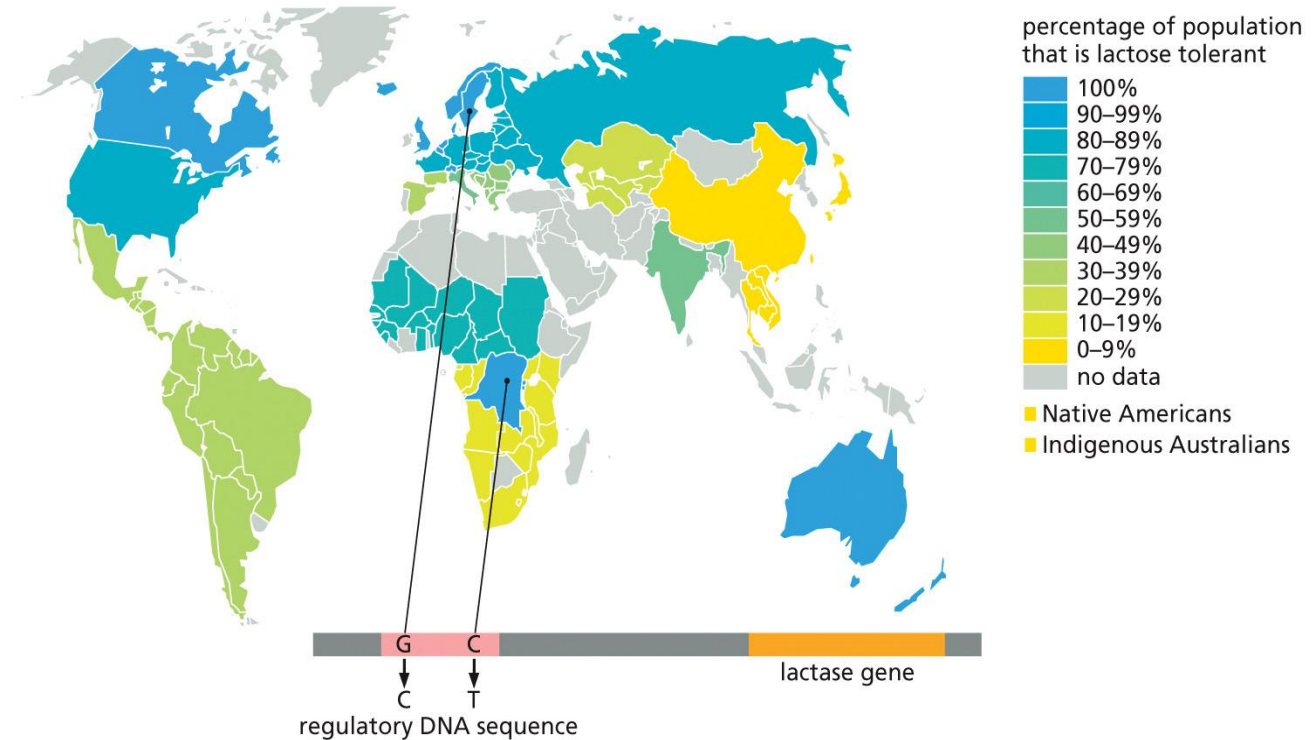 percentage of population
that is lactose tolerant
100%
90–99%
80–89%
70–79%
60–69%
50–59%
40–49%
30–39%
20–29%
10–19%
0–9%
no data
Native Americans
Indigenous Australians
G C
lactase gene
C T
regulatory DNA sequence